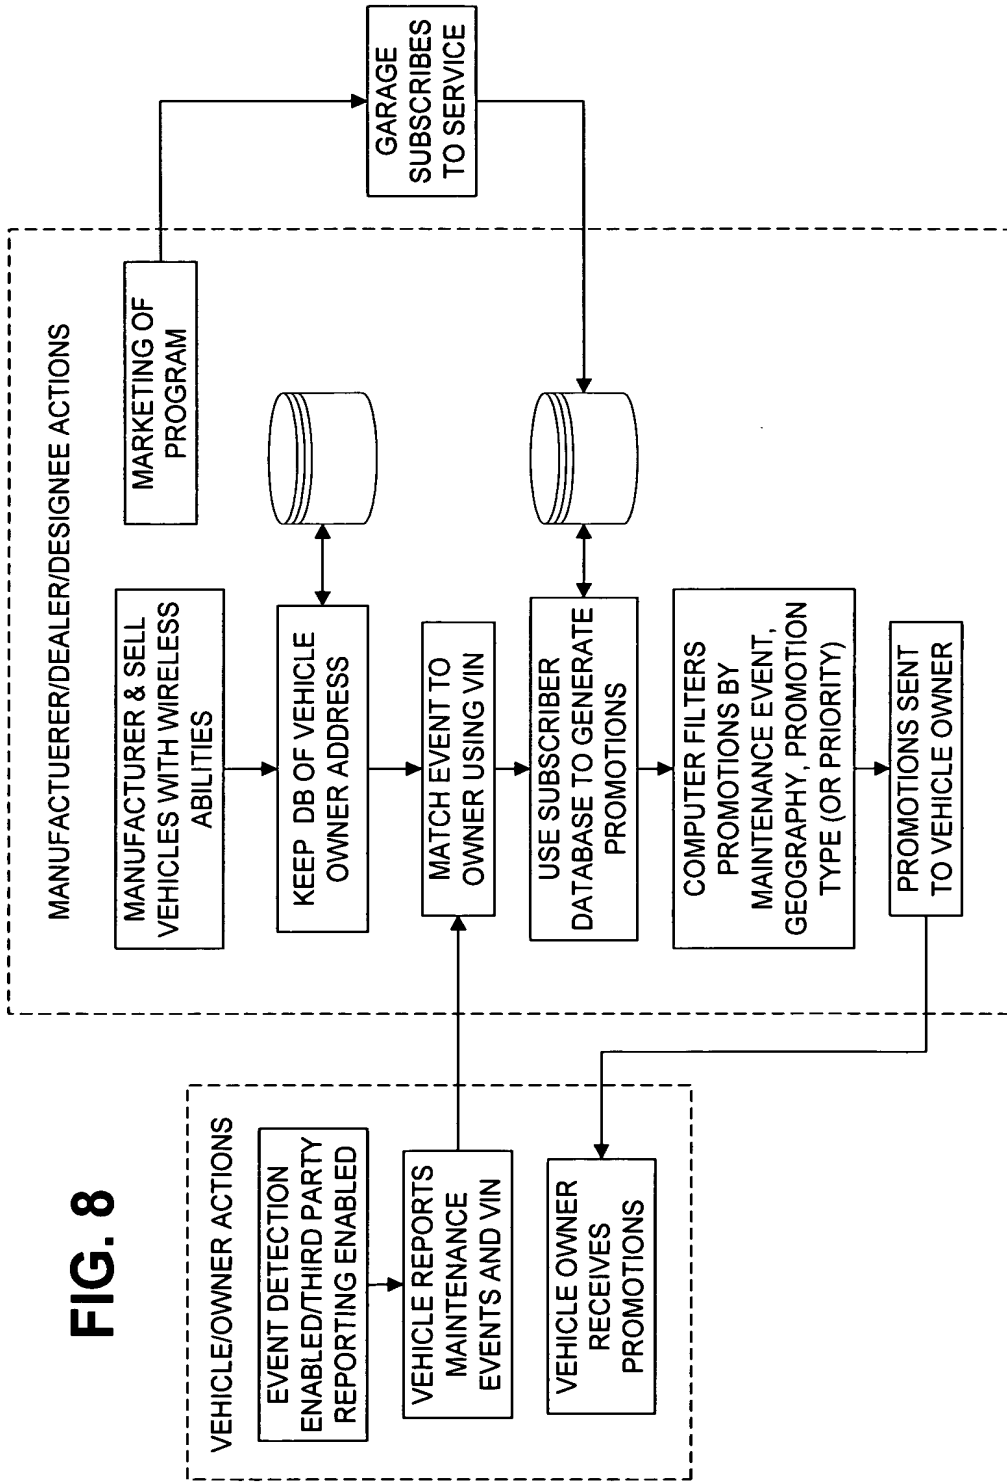 FIG. 8
VEHICLE/OWNER ACTIONS
EVENT DETECTION
ENABLED/THIRD PARTY
REPORTING ENABLED
VEHICLE REPORTS
MAINTENANCE
EVENTS AND VIN
VEHICLE OWNER
RECEIVES
PROMOTIONS
MANUFACTUERER/DEALER/DESIGNEE ACTIONS
MANUFACTURER & SELL
VEHICLES WITH WIRELESS
ABILITIES
KEEP DB OF VEHICLE
OWNER ADDRESS
MATCH EVENT TO
OWNER USING VIN
USE SUBSCRIBER
DATABASE TO GENERATE
PROMOTIONS
COMPUTER FILTERS
PROMOTIONS BY
MAINTENANCE EVENT,
GEOGRAPHY, PROMOTION
TYPE (OR PRIORITY)
PROMOTIONS SENT
TO VEHICLE OWNER
MARKETING OF
PROGRAM
GARAGE
SUBSCRIBES
TO SERVICE